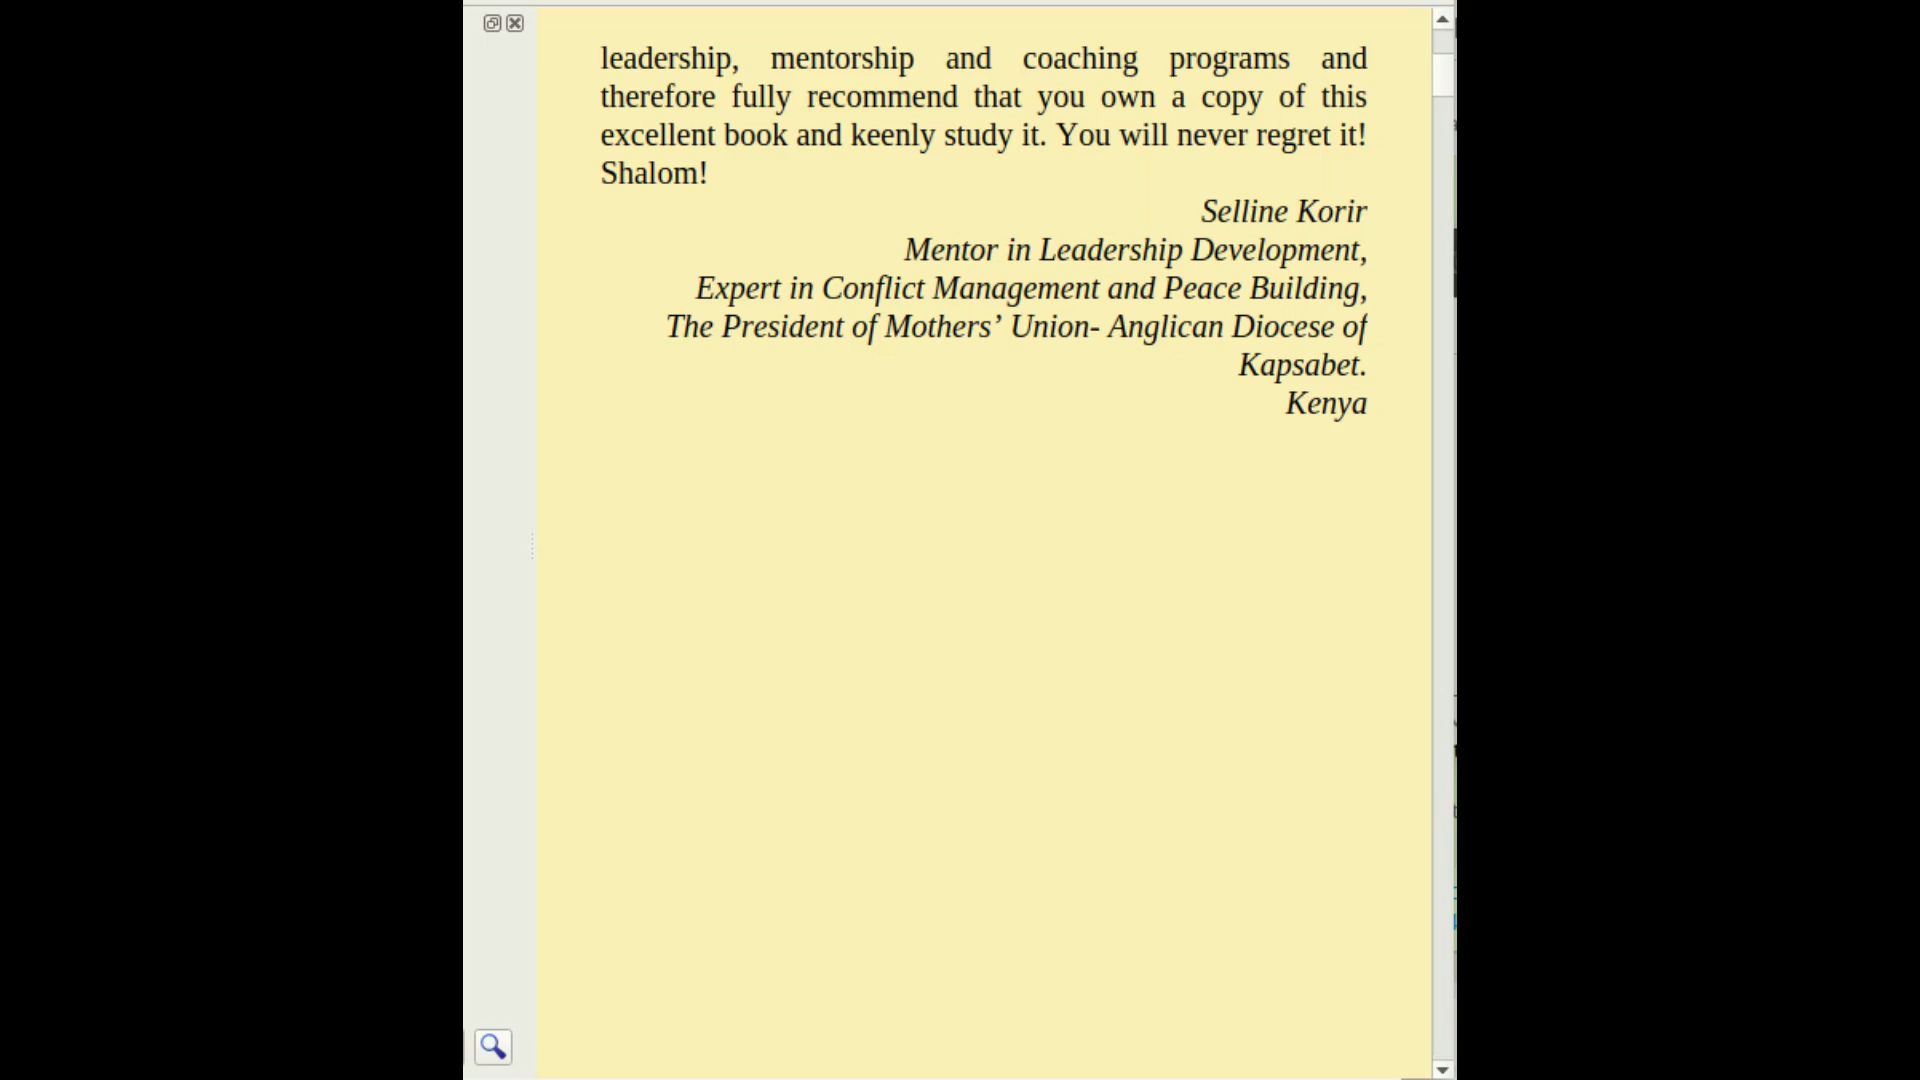 leadership, mentorship and coaching programs and
therefore fully recommend that you own a copy of this
excellent book and keenly study it. You will never regret it!
Shalom!
Selline Korir
Mentor in Leadership Development,
Expert in Conflict Management and Peace Building,
The President of Mothers’ Union- Anglican Diocese of
Kapsabet.
Kenya